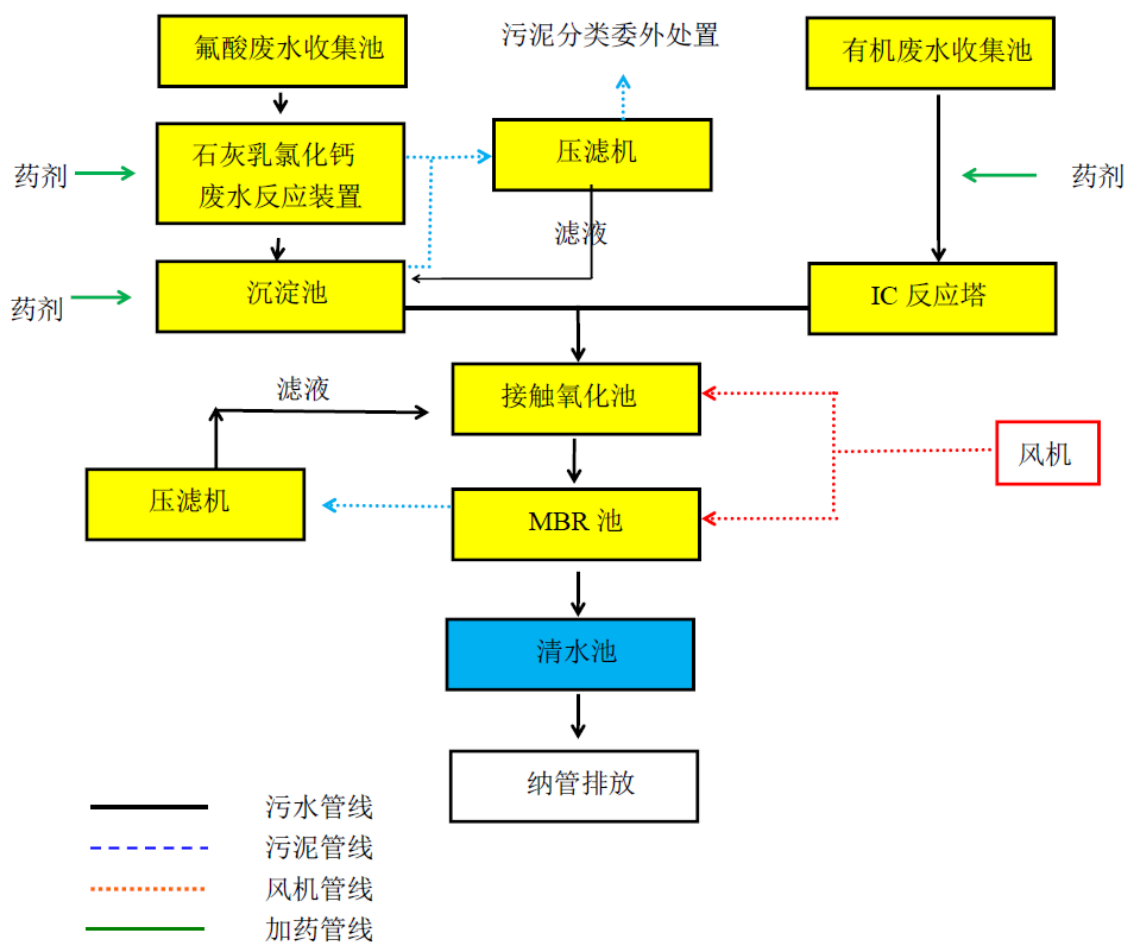 氟酸废水收集池
污泥分类委外处置
有机废水收集池
药剂
石灰乳氯化钙
废水反应装置
压滤机
药剂
滤液
药剂
沉淀池
IC 反应塔
滤液
接触氧化池
风机
压滤机
MBR 池
清水池
纳管排放
污水管线
污泥管线
风机管线
加药管线